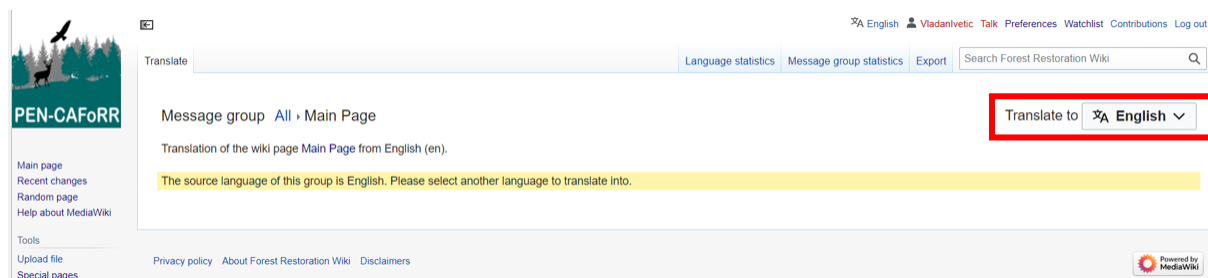 English VladanIvetic Talk Preferences Watchlist Contributions Log out
Translate
Language statistics Message group statistics Export Search Forest Restoration Wiki
PEN-CAFoRR
Message group All › Main Page
Translate to English
Translation of the wiki page Main Page from English (en).
The source language of this group is English. Please select another language to translate into.
Main page
Recent changes
Random page
Help about MediaWiki
Tools
Upload file
Special pages
Privacy policy About Forest Restoration Wiki Disclaimers
Powered by
MediaWiki